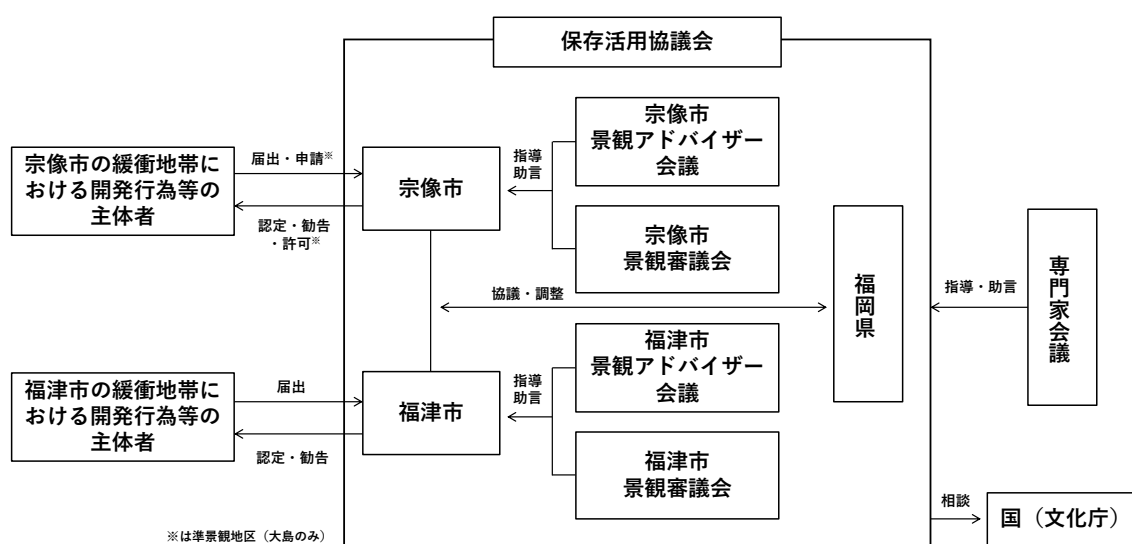 保存活用協議会
宗像市の緩衝地帯に
おける開発行為等の
主体者
届出・申請※
認定・勧告
・許可※
宗像市
指導
助言
宗像市
景観アドバイザー
会議
宗像市
景観審議会
協議・調整
福岡県
指導・助言
専門家会議
福津市の緩衝地帯に
おける開発行為等の
主体者
届出
認定・勧告
福津市
指導
助言
福津市
景観アドバイザー
会議
福津市
景観審議会
相談
国（文化庁）
※は準景観地区（大島のみ）